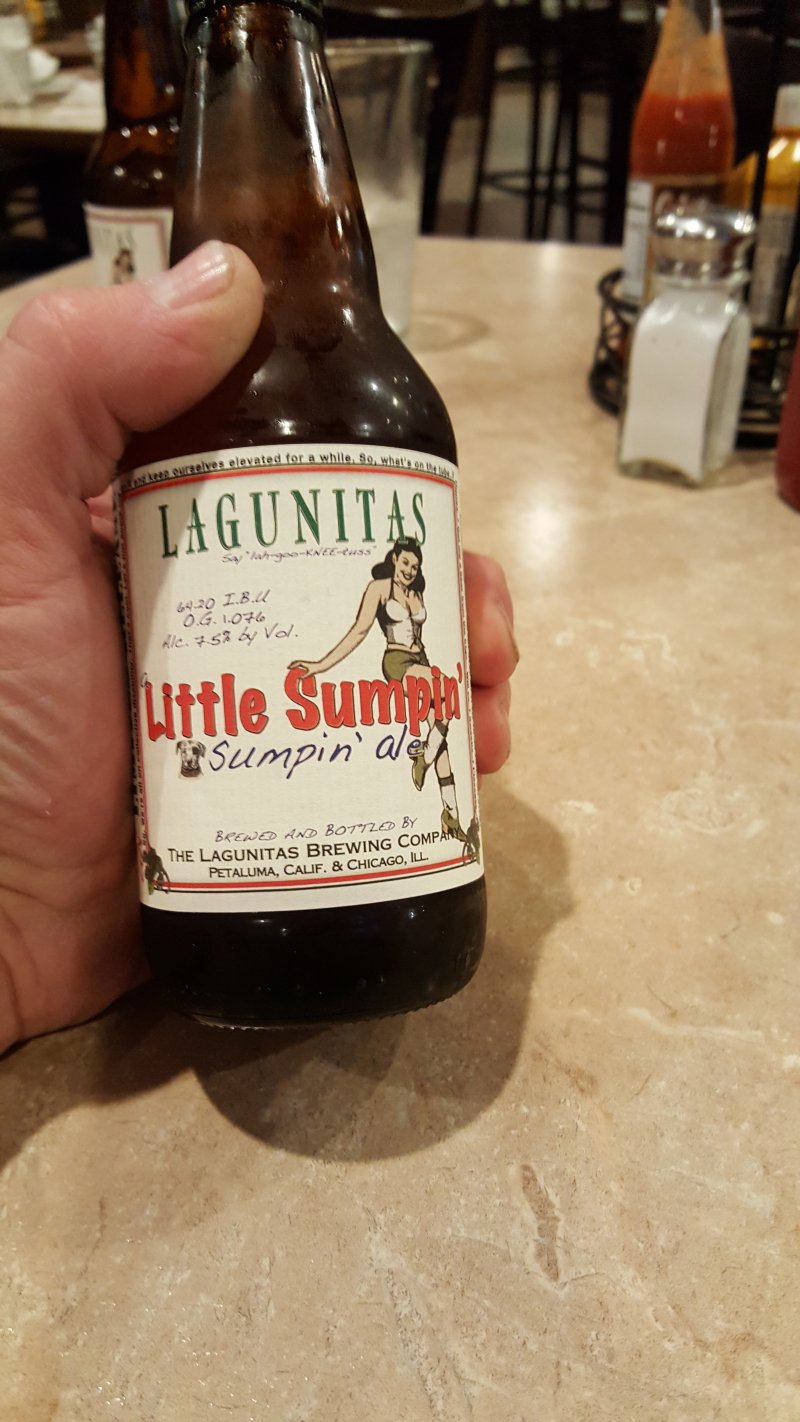 and keep ourselves elevated for a while. So, what's on the tube..?
LAGUNITAS
Say "lah-goo-KNEE-tuss"
64.20 I.B.U
O.G. 1.076
Alc. 7.5% by Vol.
A
Little Sumpin'
Sumpin' ale
BREWED AND BOTTLED BY
THE LAGUNITAS BREWING COMPANY
PETALUMA, CALIF. & CHICAGO, ILL.
ITAS